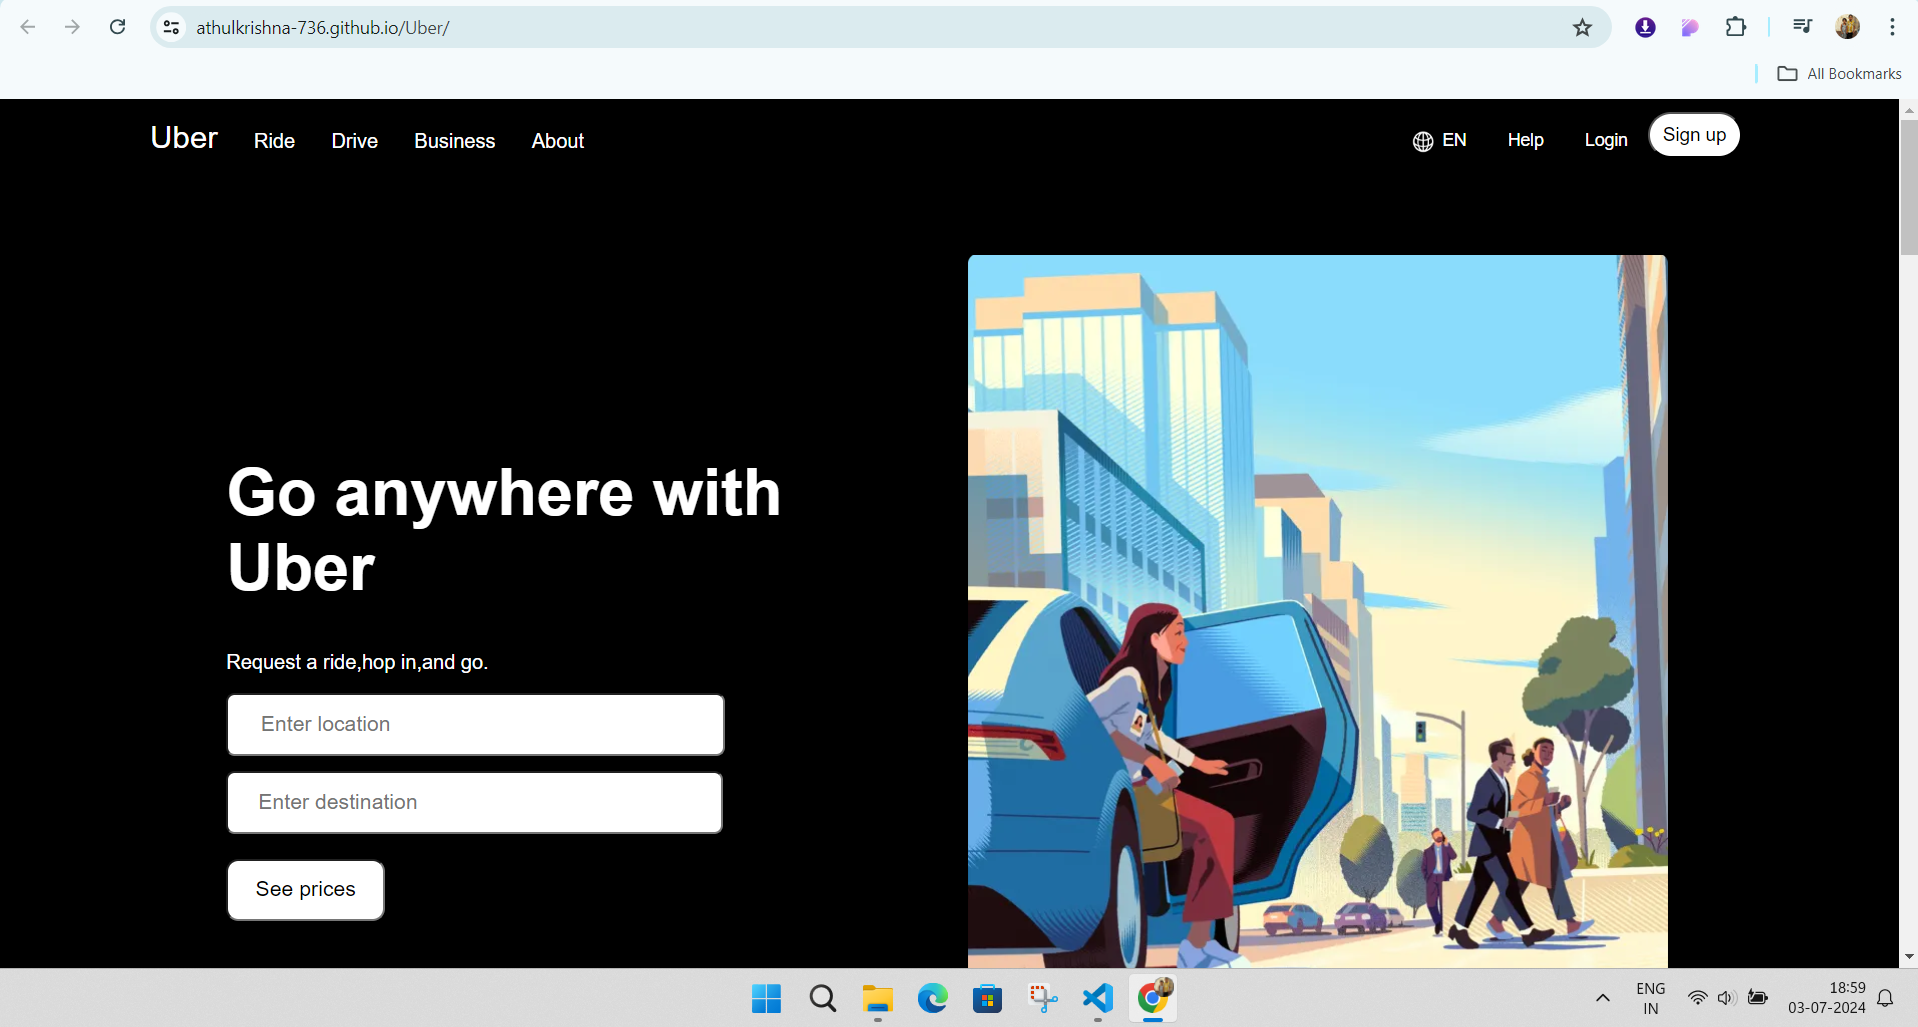 athulkrishna-736.github.io/Uber/
All Bookmarks
Uber Ride Drive Business About EN Help Login Sign up
Go anywhere with
Uber
Request a ride,hop in,and go.
Enter location
Enter destination
See prices
ENG
IN
18:59
03-07-2024